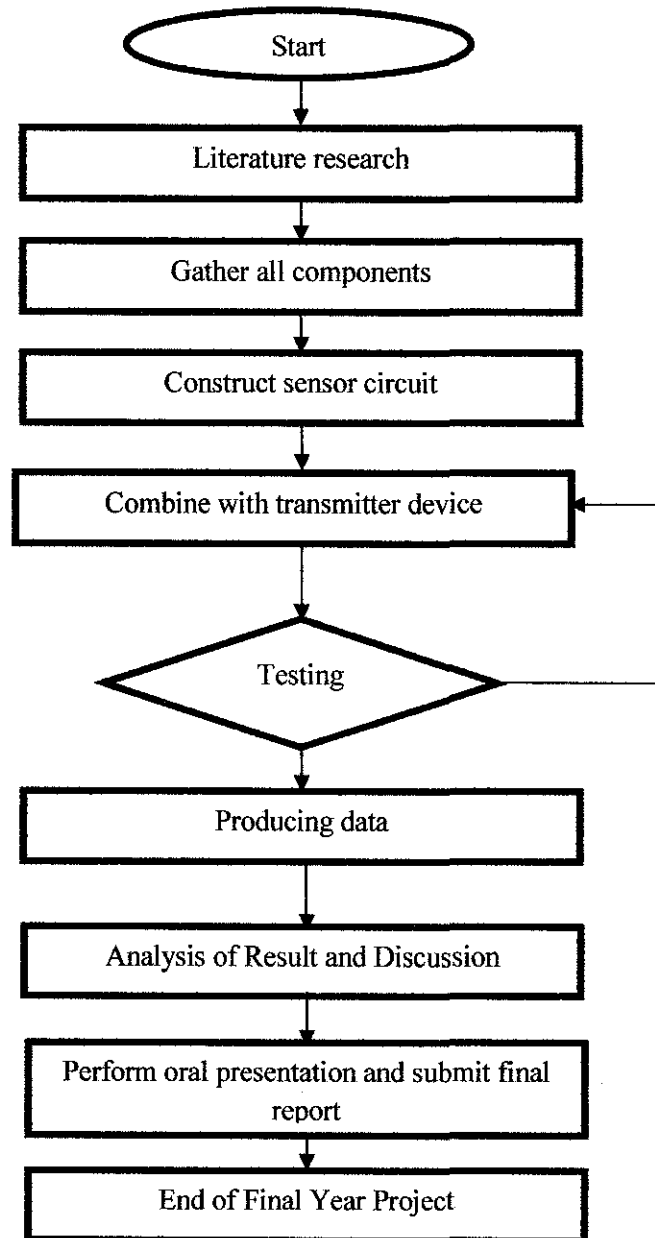 Start
Literature research
Gather all components
Construct sensor circuit
Combine with transmitter device
Testing
Producing data
Analysis of Result and Discussion
Perform oral presentation and submit final
report
End of Final Year Project